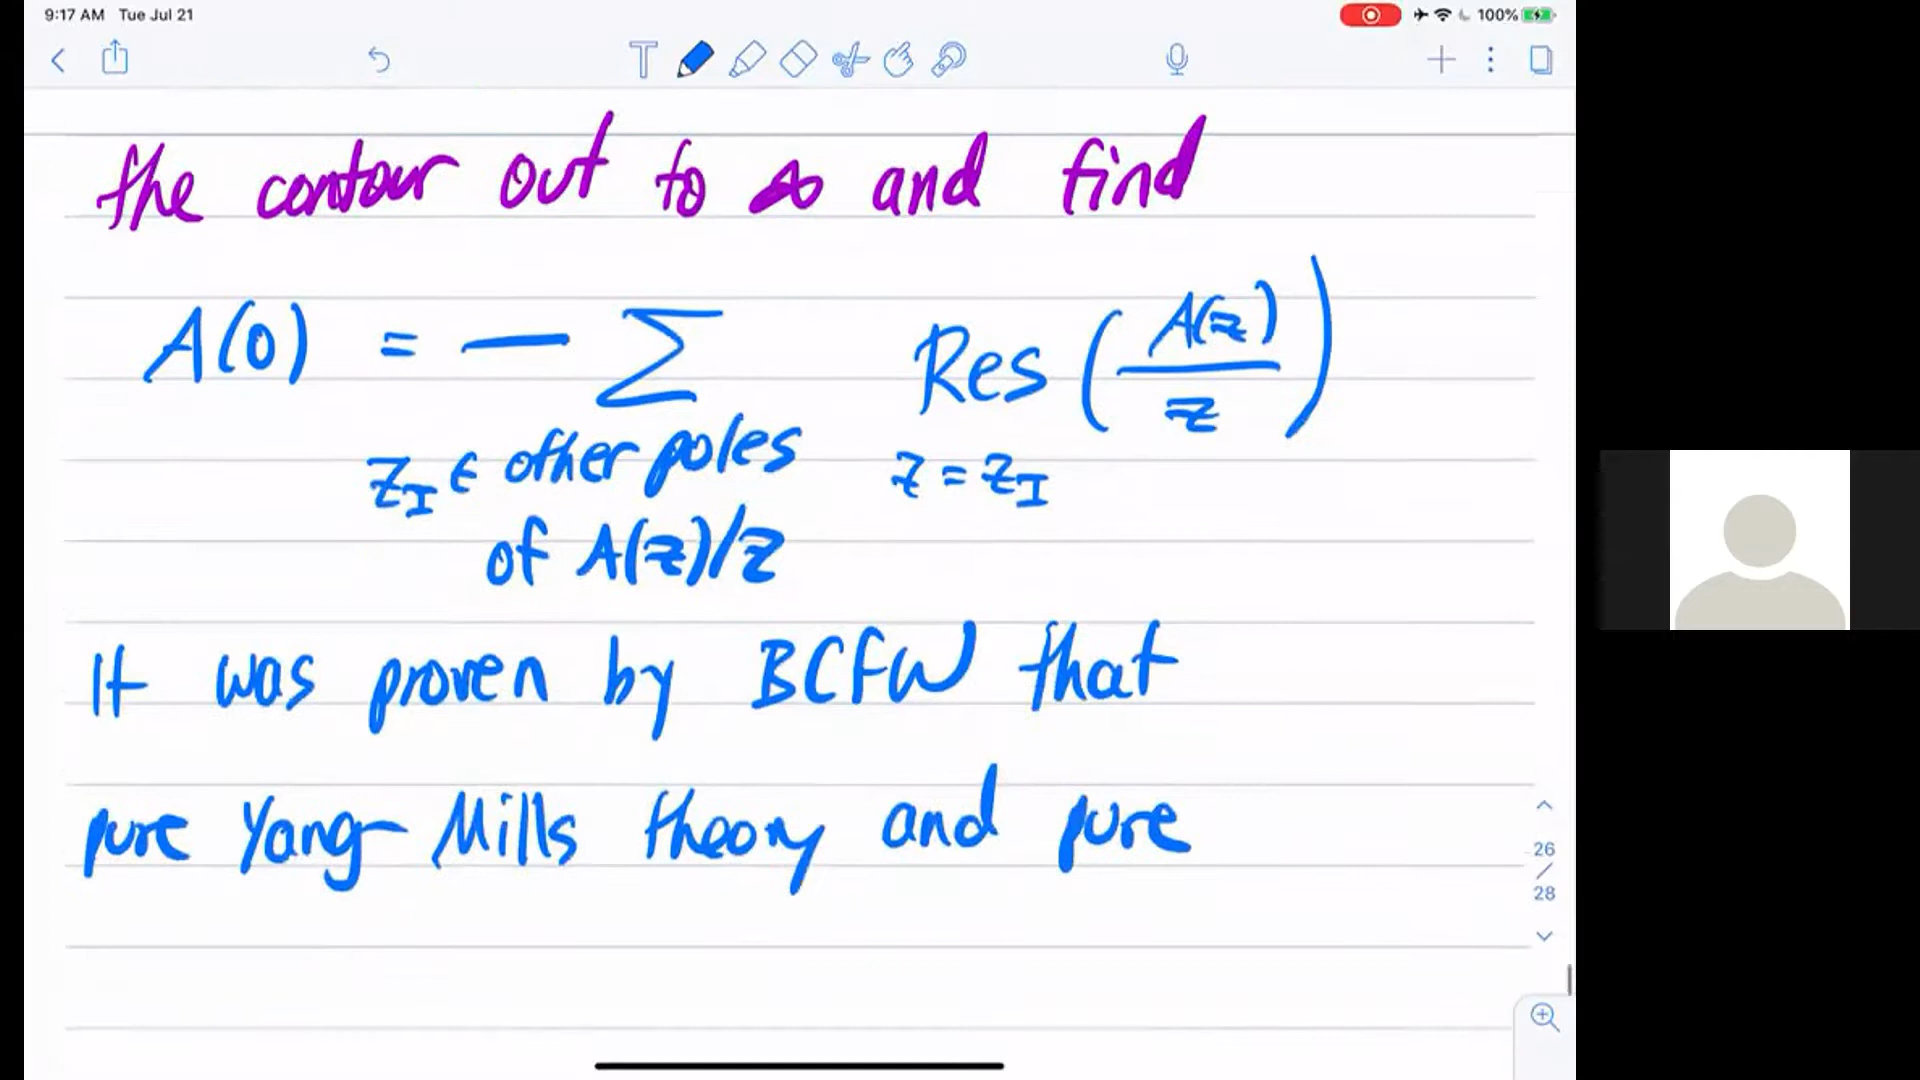 9:17 AM Tue Jul 21
100%
the contour out to ∞ and find
A(0) = — ∑ Res (A(z)/z)
z_I ∈ other poles z = z_I
of A(z)/z
It was proven by BCFW that
pure Yang-Mills theory and pure
26
/
28